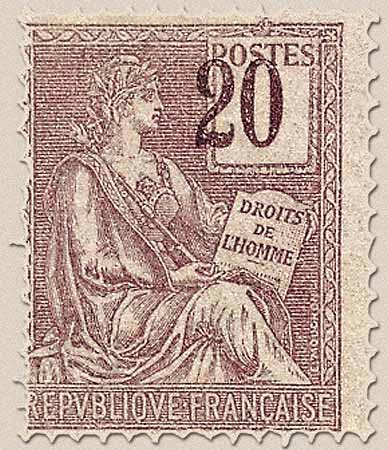 POSTES
20
DROITS
DE
L'HOMME
REPVBLIQVE·FRANÇAISE